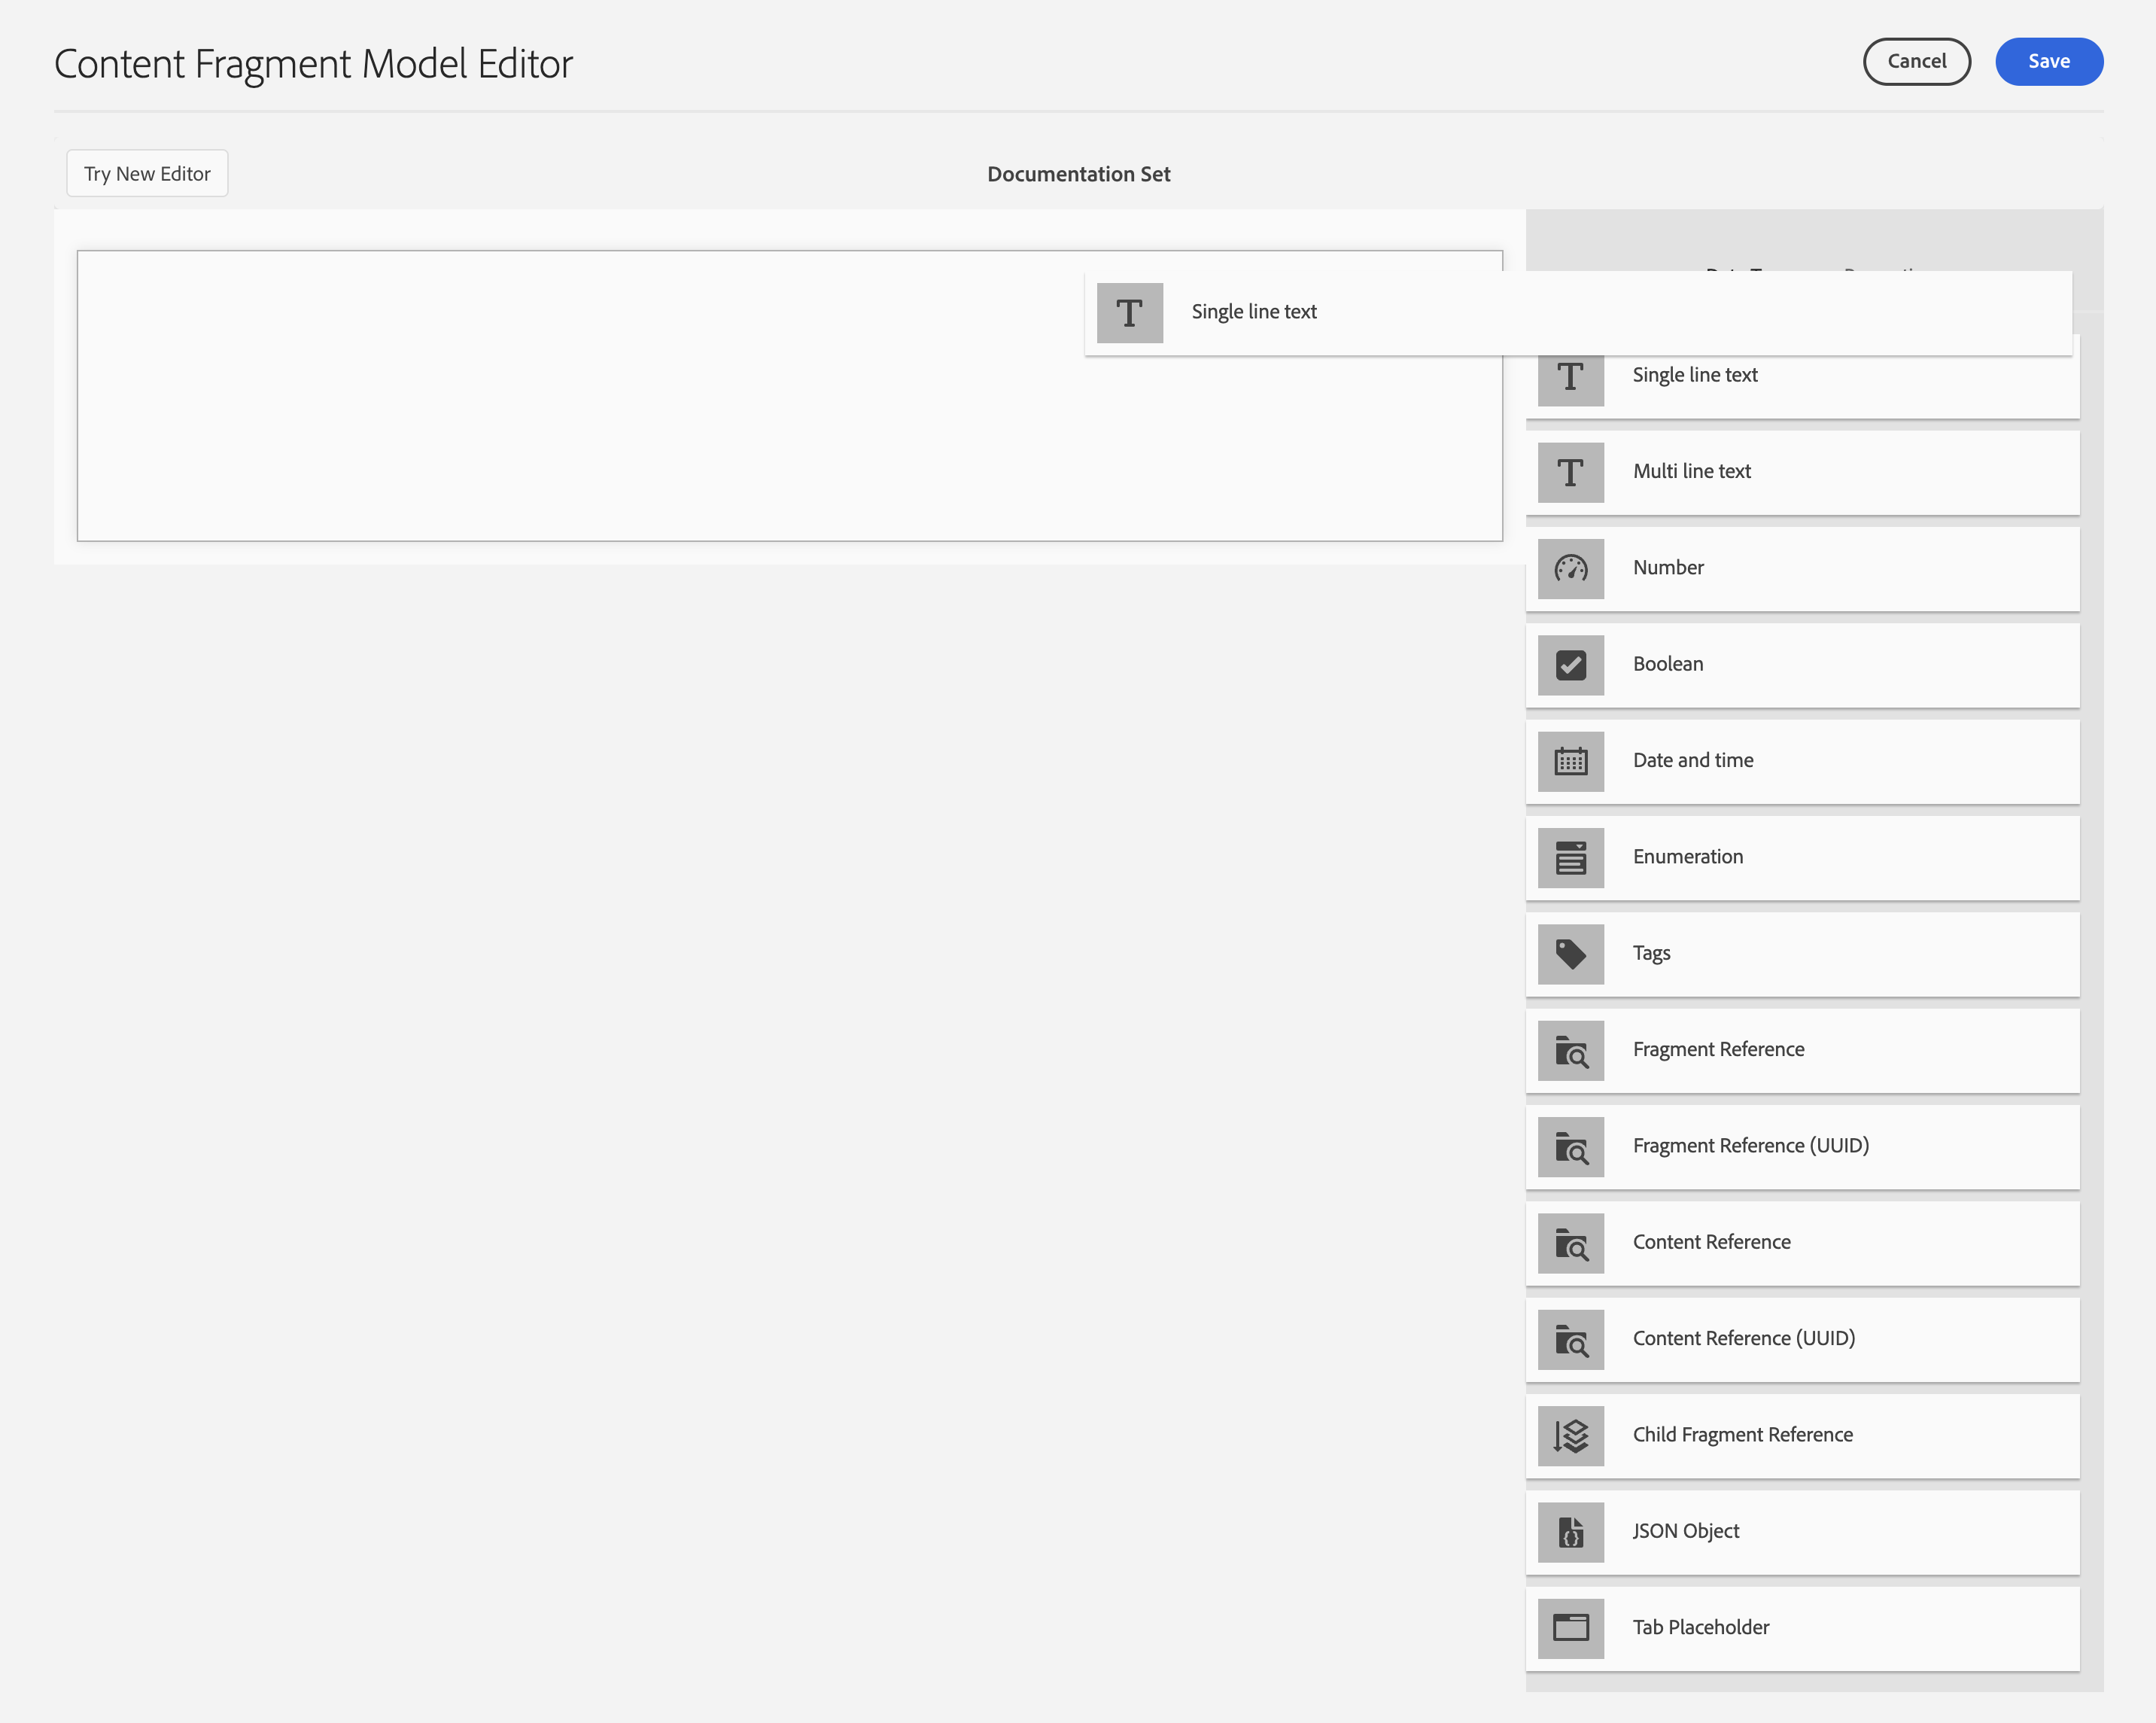 Content Fragment Model Editor
Cancel
Save
Try New Editor
Documentation Set
Single line text
Single line text
Multi line text
Number
Boolean
Date and time
Enumeration
Tags
Fragment Reference
Fragment Reference (UUID)
Content Reference
Content Reference (UUID)
Child Fragment Reference
JSON Object
Tab Placeholder